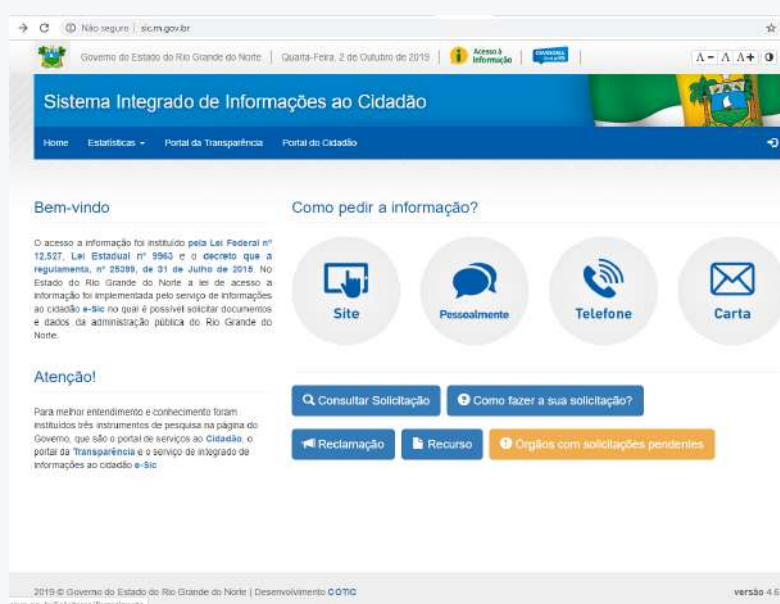 Não seguro | sic.rn.gov.br
Governo do Estado do Rio Grande do Norte | Quarta-Feira, 2 de Outubro de 2019 | Acesso à Informação
A- A A+
Sistema Integrado de Informações ao Cidadão
Home Estatísticas Portal da Transparência Portal do Cidadão
Bem-vindo
O acesso a informação foi instituído pela Lei Federal nº
12.527, Lei Estadual nº 9963 e o decreto que a
regulamenta, nº 25399, de 31 de Julho de 2015. No
Estado do Rio Grande do Norte a lei de acesso a
informação foi implementada pelo serviço de informações
ao cidadão e-Sic no qual é possível solicitar documentos
e dados da administração pública do Rio Grande do
Norte.
Atenção!
Para melhor entendimento e conhecimento foram
instituídos três instrumentos de pesquisa na página do
Governo, que são o portal de serviços ao Cidadão, o
portal da Transparência e o serviço de integrado de
informações ao cidadão e-Sic
Como pedir a informação?
Site Pessoalmente Telefone Carta
Consultar Solicitação Como fazer a sua solicitação?
Reclamação Recurso Órgãos com solicitações pendentes
2019 © Governo do Estado do Rio Grande do Norte | Desenvolvimento COTIC
versão 4.6